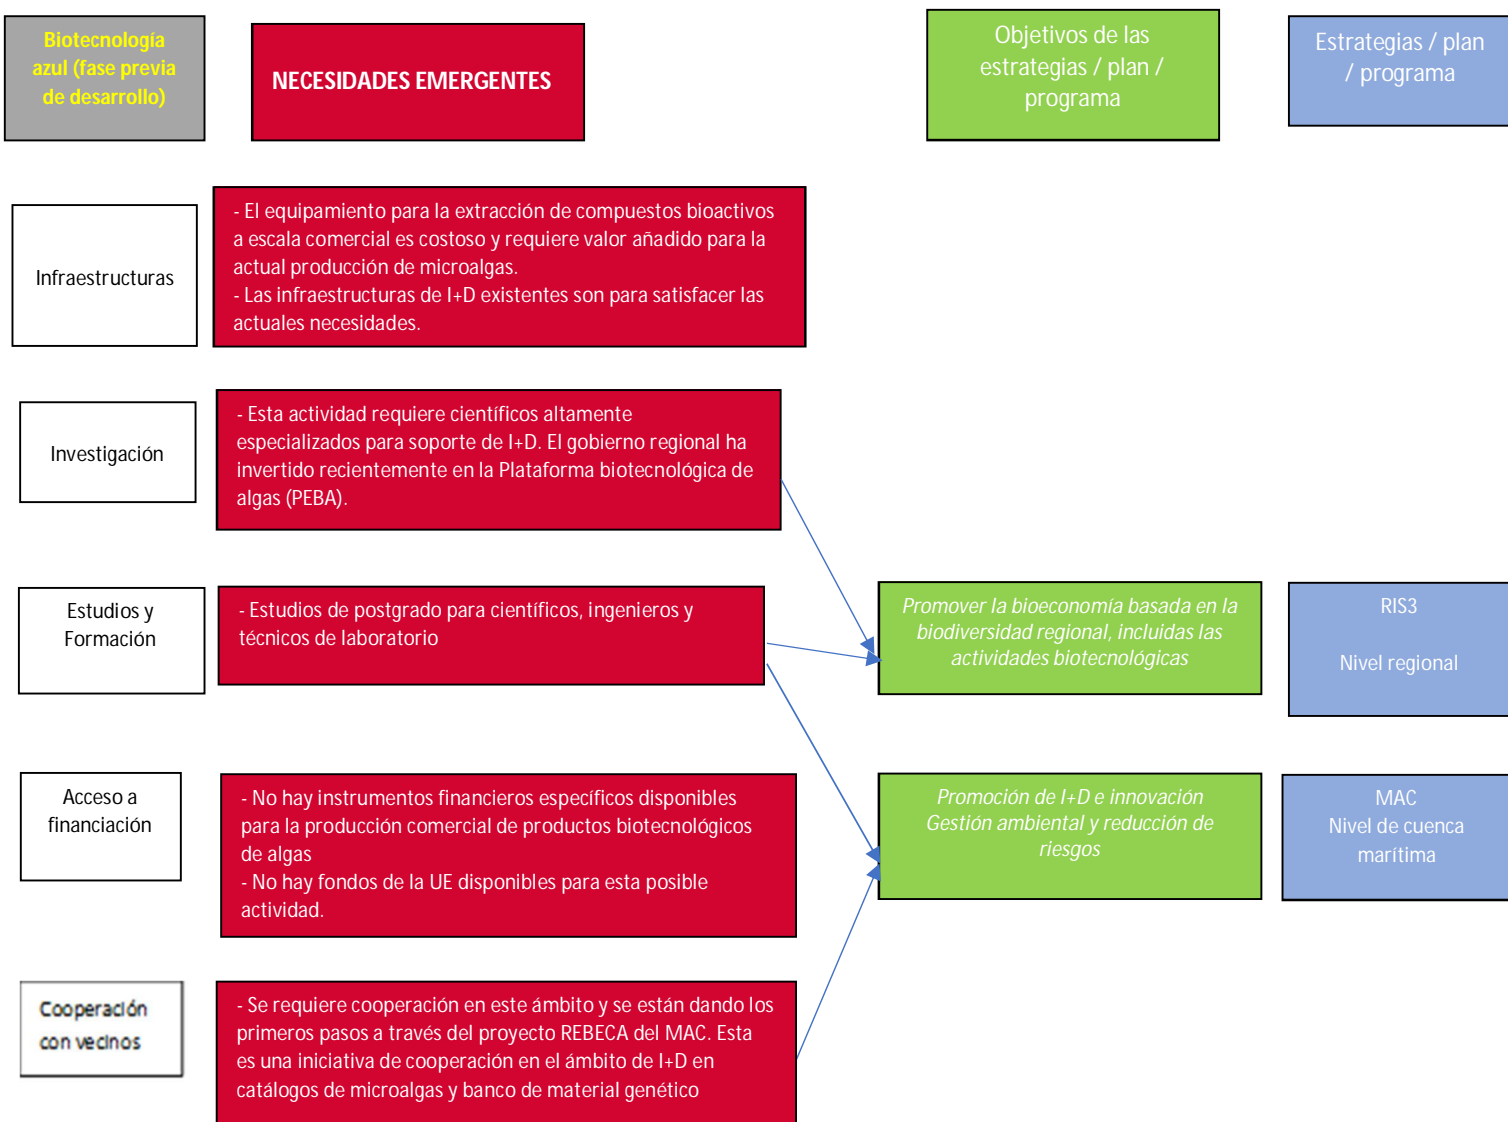 Biotecnología
azul (fase previa
de desarrollo)
NECESIDADES EMERGENTES
Objetivos de las
estrategias / plan /
programa
Estrategias / plan
/ programa
Infraestructuras
- El equipamiento para la extracción de compuestos bioactivos
a escala comercial es costoso y requiere valor añadido para la
actual producción de microalgas.
- Las infraestructuras de I+D existentes son para satisfacer las
actuales necesidades.
Investigación
- Esta actividad requiere científicos altamente
especializados para soporte de I+D. El gobierno regional ha
invertido recientemente en la Plataforma biotecnológica de
algas (PEBA).
Estudios y
Formación
- Estudios de postgrado para científicos, ingenieros y
técnicos de laboratorio
Promover la bioeconomía basada en la
biodiversidad regional, incluidas las
actividades biotecnológicas
RIS3
Nivel regional
Acceso a
financiación
- No hay instrumentos financieros específicos disponibles
para la producción comercial de productos biotecnológicos
de algas
- No hay fondos de la UE disponibles para esta posible
actividad.
Promoción de I+D e innovación
Gestión ambiental y reducción de
riesgos
MAC
Nivel de cuenca
marítima
Cooperación
con vecinos
- Se requiere cooperación en este ámbito y se están dando los
primeros pasos a través del proyecto REBECA del MAC. Esta
es una iniciativa de cooperación en el ámbito de I+D en
catálogos de microalgas y banco de material genético